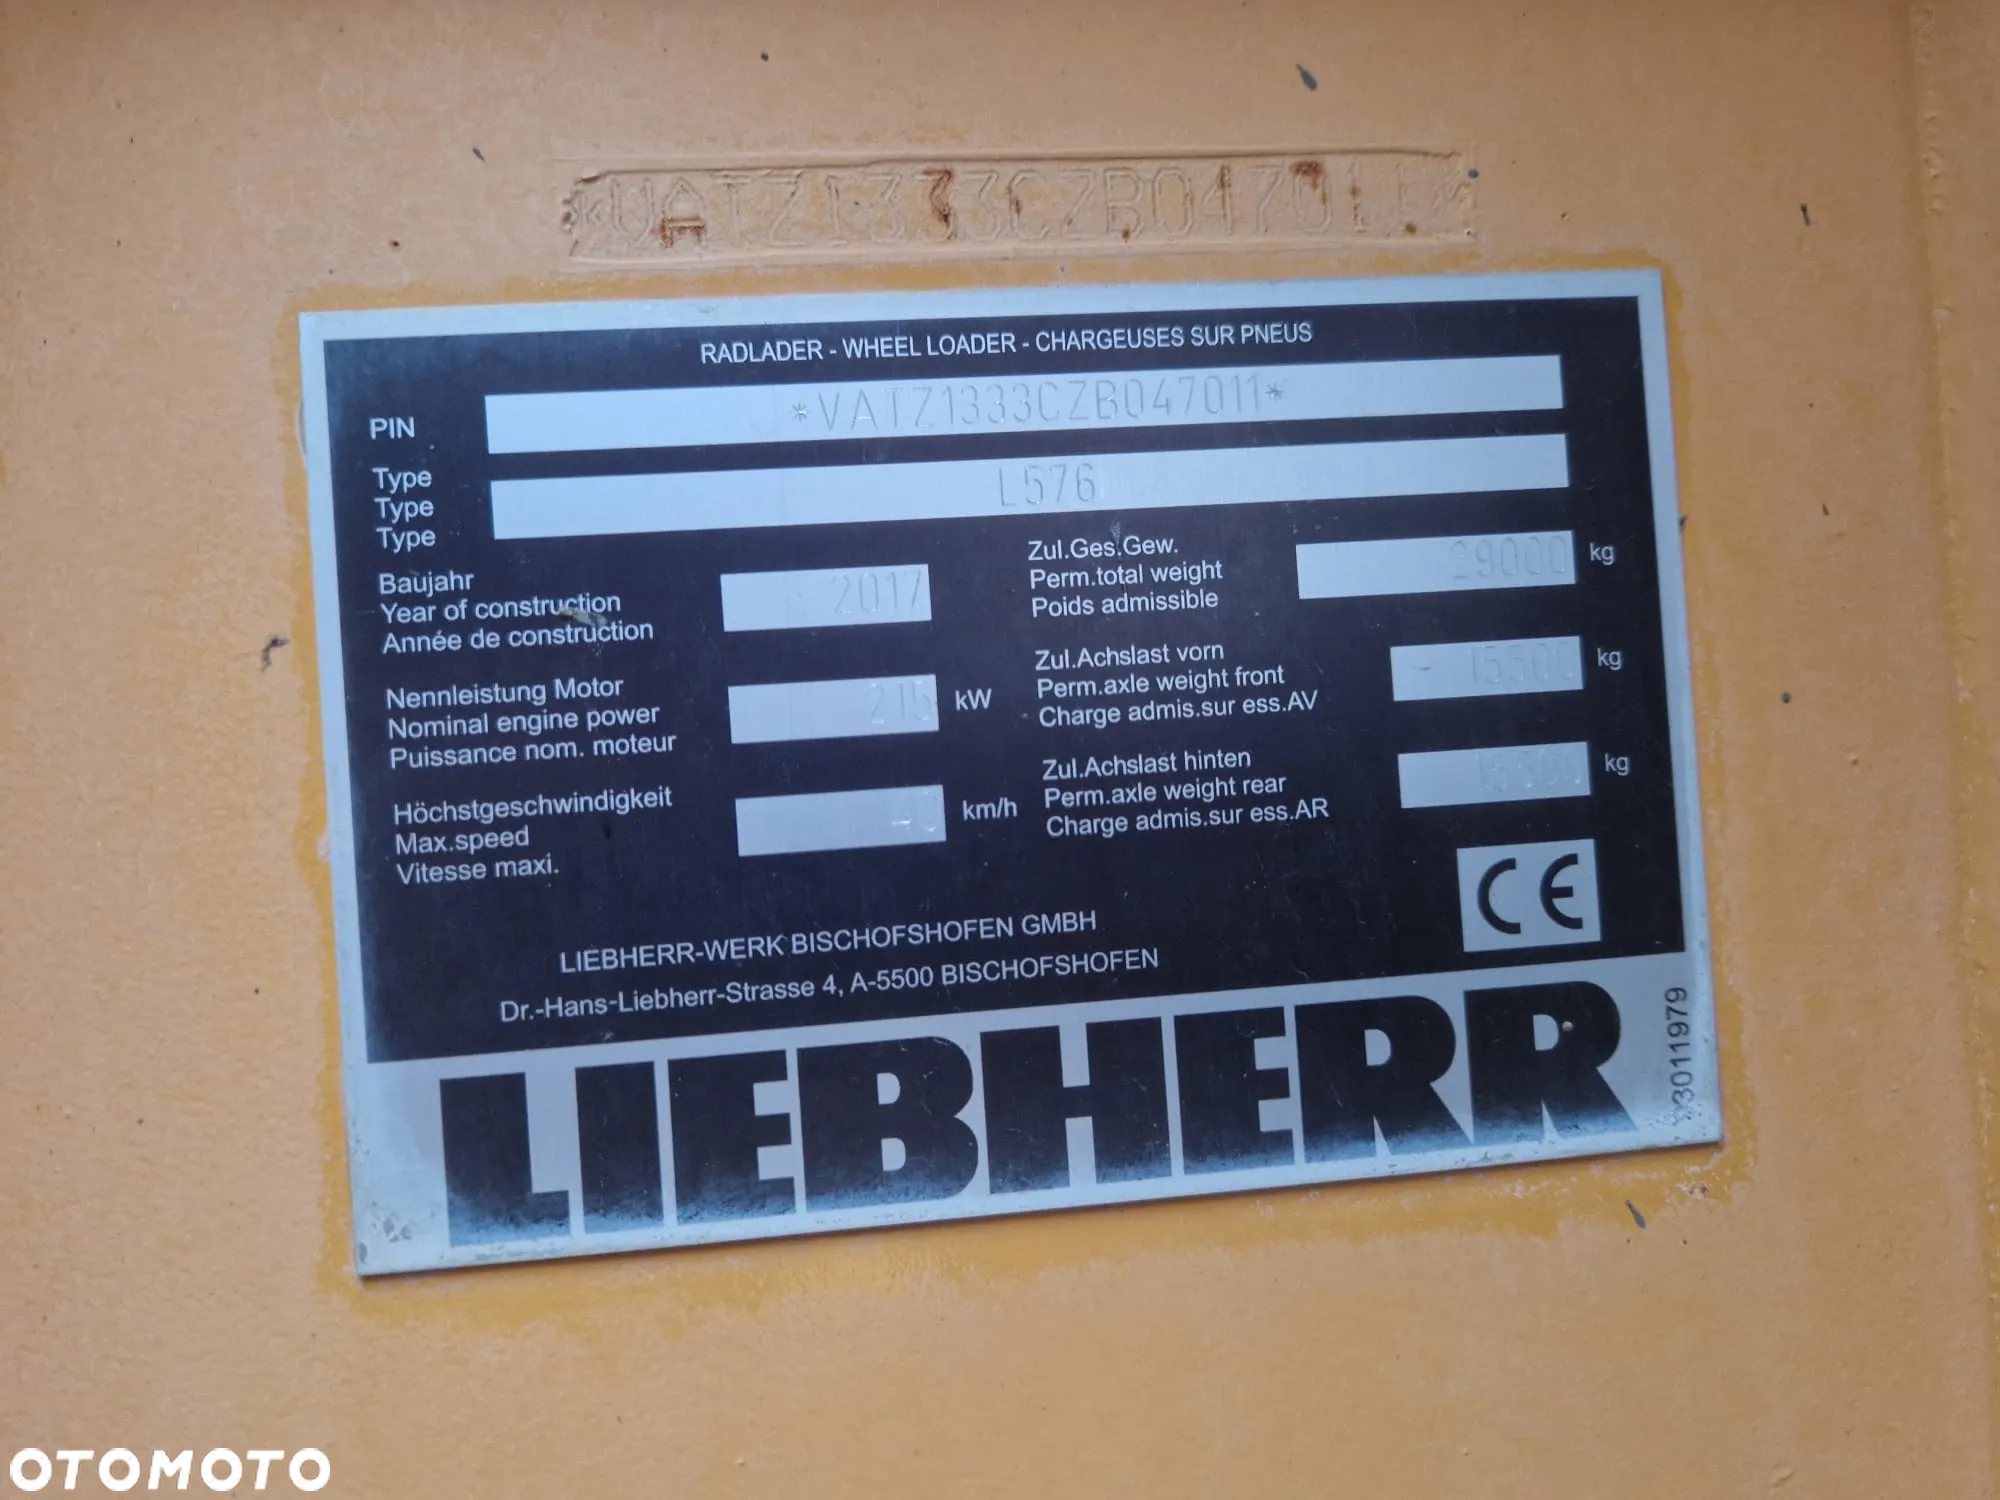 *VATZ1333CZB047011*
RADLADER - WHEEL LOADER - CHARGEUSES SUR PNEUS
PIN *VATZ1333CZB047011*
Type
Type L576
Type
Baujahr
Year of construction 2017
Année de construction
Zul.Ges.Gew.
Perm.total weight 29000 kg
Poids admissible
Nennleistung Motor
Nominal engine power 215 kW
Puissance nom. moteur
Zul.Achslast vorn
Perm.axle weight front 15500 kg
Charge admis.sur ess.AV
Höchstgeschwindigkeit
Max.speed 40 km/h
Vitesse maxi.
Zul.Achslast hinten
Perm.axle weight rear 15500 kg
Charge admis.sur ess.AR
CE
LIEBHERR-WERK BISCHOFSHOFEN GMBH
Dr.-Hans-Liebherr-Strasse 4, A-5500 BISCHOFSHOFEN
LIEBHERR
93011979
OTOMOTO